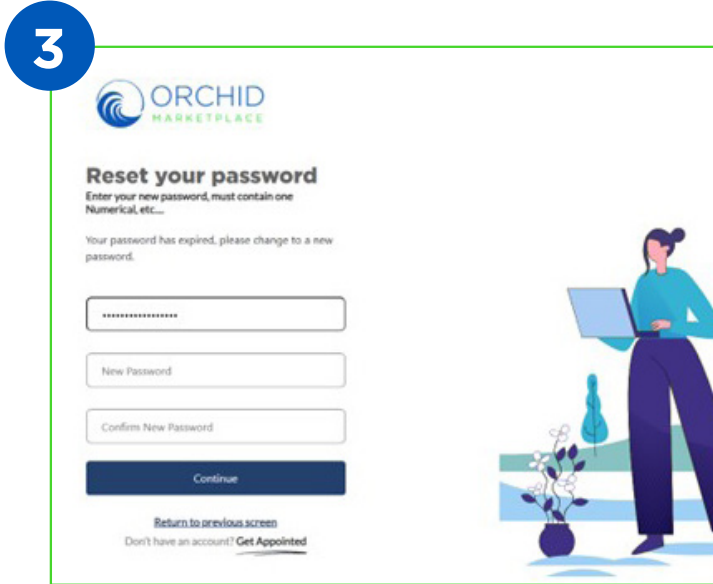 3
ORCHID
MARKETPLACE
Reset your password
Enter your new password, must contain one
Numerical, etc....
Your password has expired, please change to a new
password.
•••••••••••••••••
New Password
Confirm New Password
Continue
Return to previous screen
Don't have an account? Get Appointed